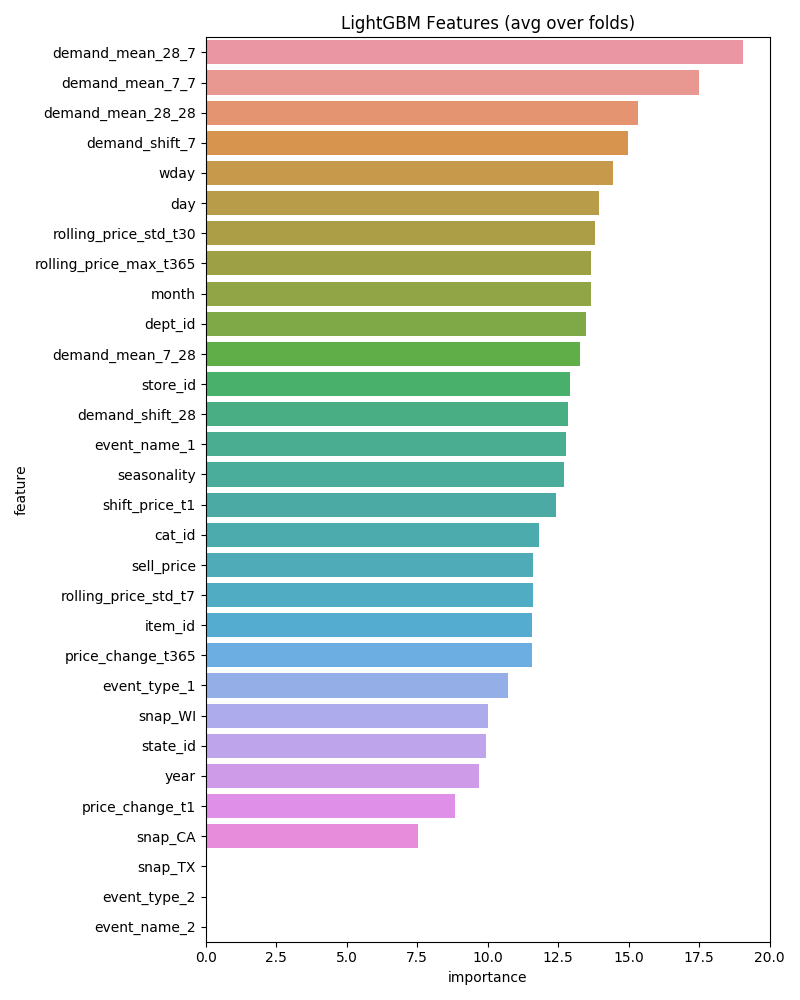 LightGBM Features (avg over folds)
demand_mean_28_7
demand_mean_7_7
demand_mean_28_28
demand_shift_7
wday
day
rolling_price_std_t30
rolling_price_max_t365
month
dept_id
demand_mean_7_28
store_id
demand_shift_28
event_name_1
seasonality
shift_price_t1
cat_id
sell_price
rolling_price_std_t7
item_id
price_change_t365
event_type_1
snap_WI
state_id
year
price_change_t1
snap_CA
snap_TX
event_type_2
event_name_2
feature
0.0 2.5 5.0 7.5 10.0 12.5 15.0 17.5 20.0
importance